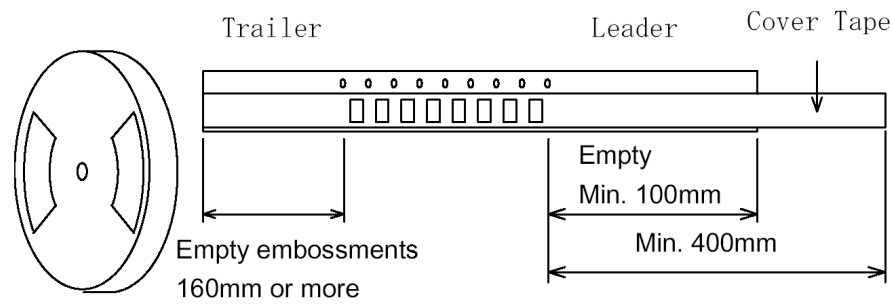 Trailer
Leader
Cover Tape
Empty
Min. 100mm
Min. 400mm
Empty embossments
160mm or more